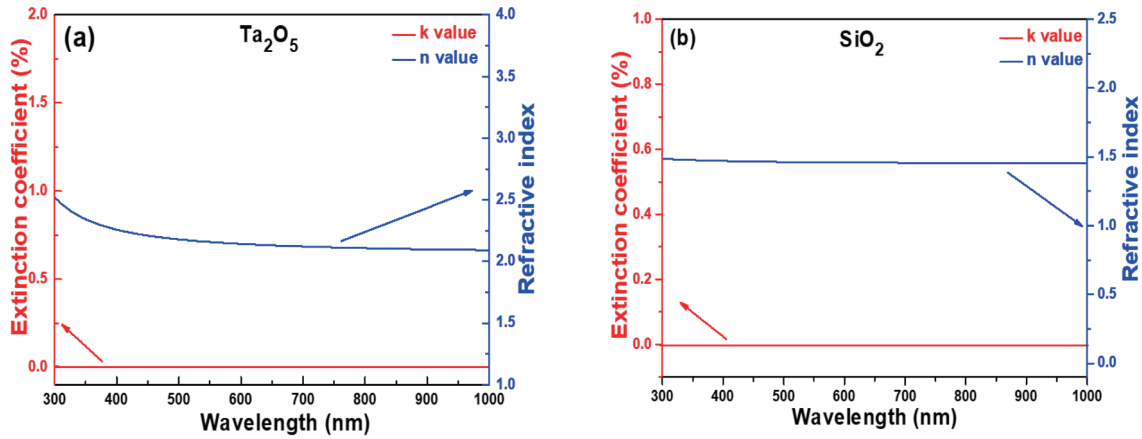 (a)
Ta₂O₅
k value
n value
Extinction coefficient (%)
2.0
1.5
1.0
0.5
0.0
Refractive index
4.0
3.5
3.0
2.5
2.0
1.5
1.0
300 400 500 600 700 800 900 1000
Wavelength (nm)
(b)
SiO₂
k value
n value
Extinction coefficient (%)
1.0
0.8
0.6
0.4
0.2
0.0
Refractive index
2.5
2.0
1.5
1.0
0.5
0.0
300 400 500 600 700 800 900 1000
Wavelength (nm)